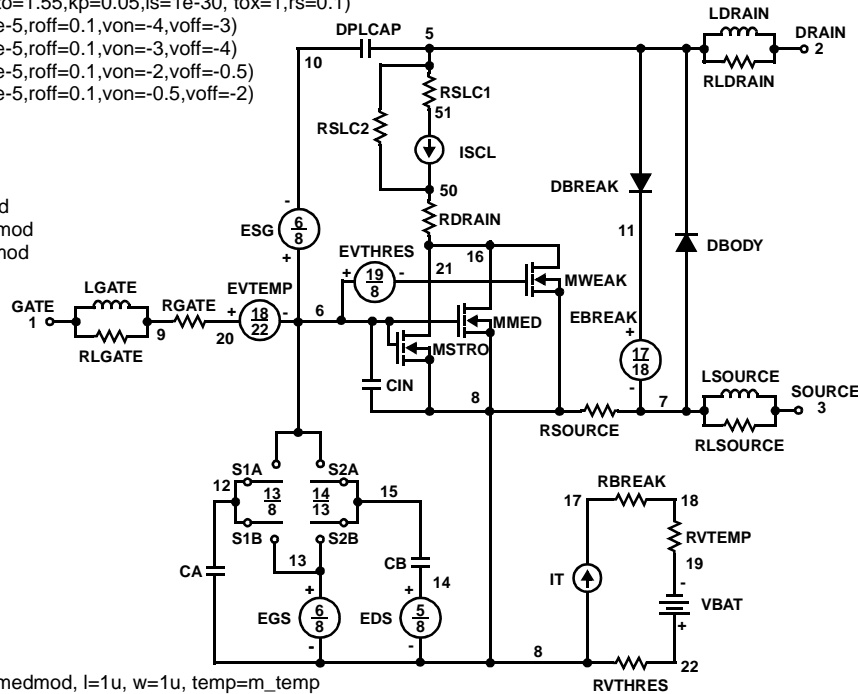 to=1.55,kp=0.05,is=1e-30, tox=1,rs=0.1)
e-5,roff=0.1,von=-4,voff=-3)
e-5,roff=0.1,von=-3,voff=-4)
e-5,roff=0.1,von=-2,voff=-0.5)
e-5,roff=0.1,von=-0.5,voff=-2)
d
mod
mod
LDRAIN
DPLCAP
5
DRAIN
2
10
RLDRAIN
RSLC1
51
RSLC2
ISCL
50
DBREAK
RDRAIN
11
DBODY
-
ESG
6
8
+
EVTHRES
+
19
8
-
21
16
MWEAK
LGATE
EVTEMP
GATE
1
RGATE
+
18
22
-
6
MMED
EBREAK
+
17
18
-
9
20
RLGATE
MSTRO
CIN
8
7
LSOURCE
SOURCE
3
RSOURCE
RLSOURCE
S1A
S2A
12
13
8
14
13
15
S1B
S2B
13
CA
CB
14
+
EGS
6
8
-
+
EDS
5
8
-
RBREAK
17
18
RVTEMP
19
IT
-
VBAT
+
8
22
RVTHRES
medmod, l=1u, w=1u, temp=m_temp